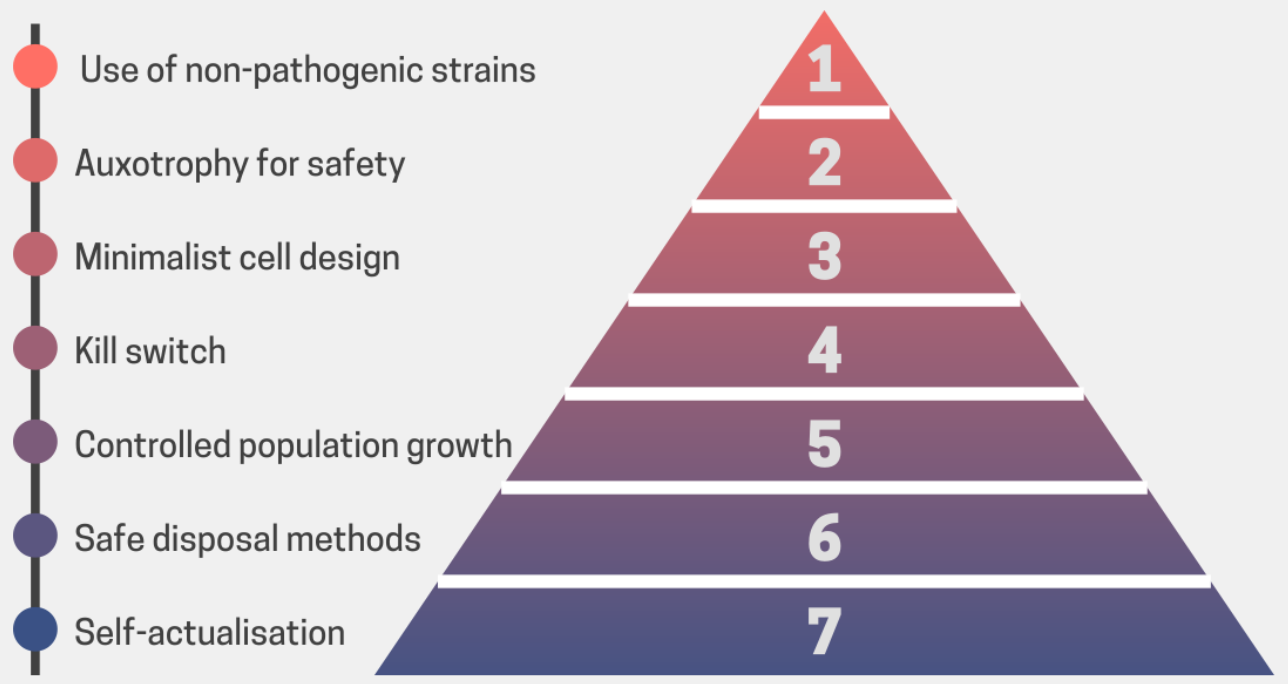 Use of non-pathogenic strains
1
Auxotrophy for safety
2
Minimalist cell design
3
Kill switch
4
Controlled population growth
5
Safe disposal methods
6
Self-actualisation
7